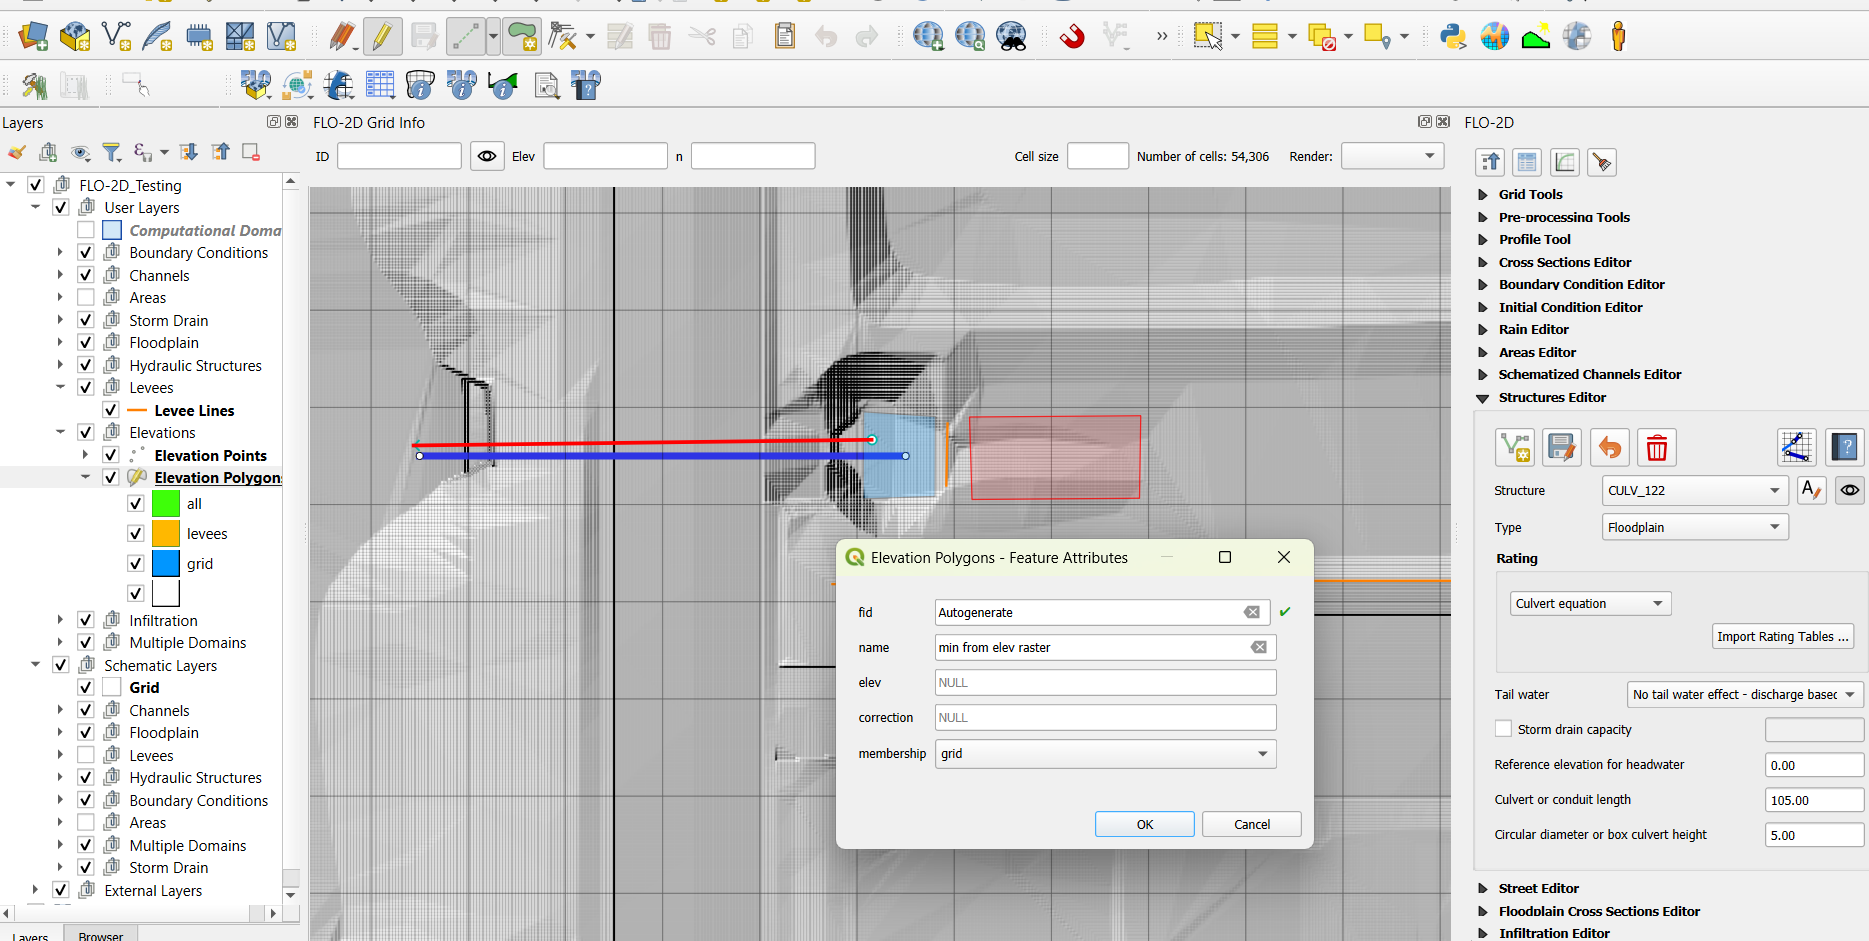 Layers
FLO-2D_Testing
User Layers
Computational Doma
Boundary Conditions
Channels
Areas
Storm Drain
Floodplain
Hydraulic Structures
Levees
Levee Lines
Elevations
Elevation Points
Elevation Polygons
all
levees
grid
Infiltration
Multiple Domains
Schematic Layers
Grid
Channels
Floodplain
Levees
Hydraulic Structures
Boundary Conditions
Areas
Multiple Domains
Storm Drain
External Layers
Layers
Browser
FLO-2D Grid Info
ID
Elev
n
Cell size
Number of cells: 54,306
Render:
Elevation Polygons - Feature Attributes
fid
Autogenerate
name
min from elev raster
elev
NULL
correction
NULL
membership
grid
OK
Cancel
FLO-2D
Grid Tools
Pre-processing Tools
Profile Tool
Cross Sections Editor
Boundary Condition Editor
Initial Condition Editor
Rain Editor
Areas Editor
Schematized Channels Editor
Structures Editor
Structure
CULV_122
Type
Floodplain
Rating
Culvert equation
Import Rating Tables ...
Tail water
No tail water effect - discharge based
Storm drain capacity
Reference elevation for headwater
0.00
Culvert or conduit length
105.00
Circular diameter or box culvert height
5.00
Street Editor
Floodplain Cross Sections Editor
Infiltration Editor